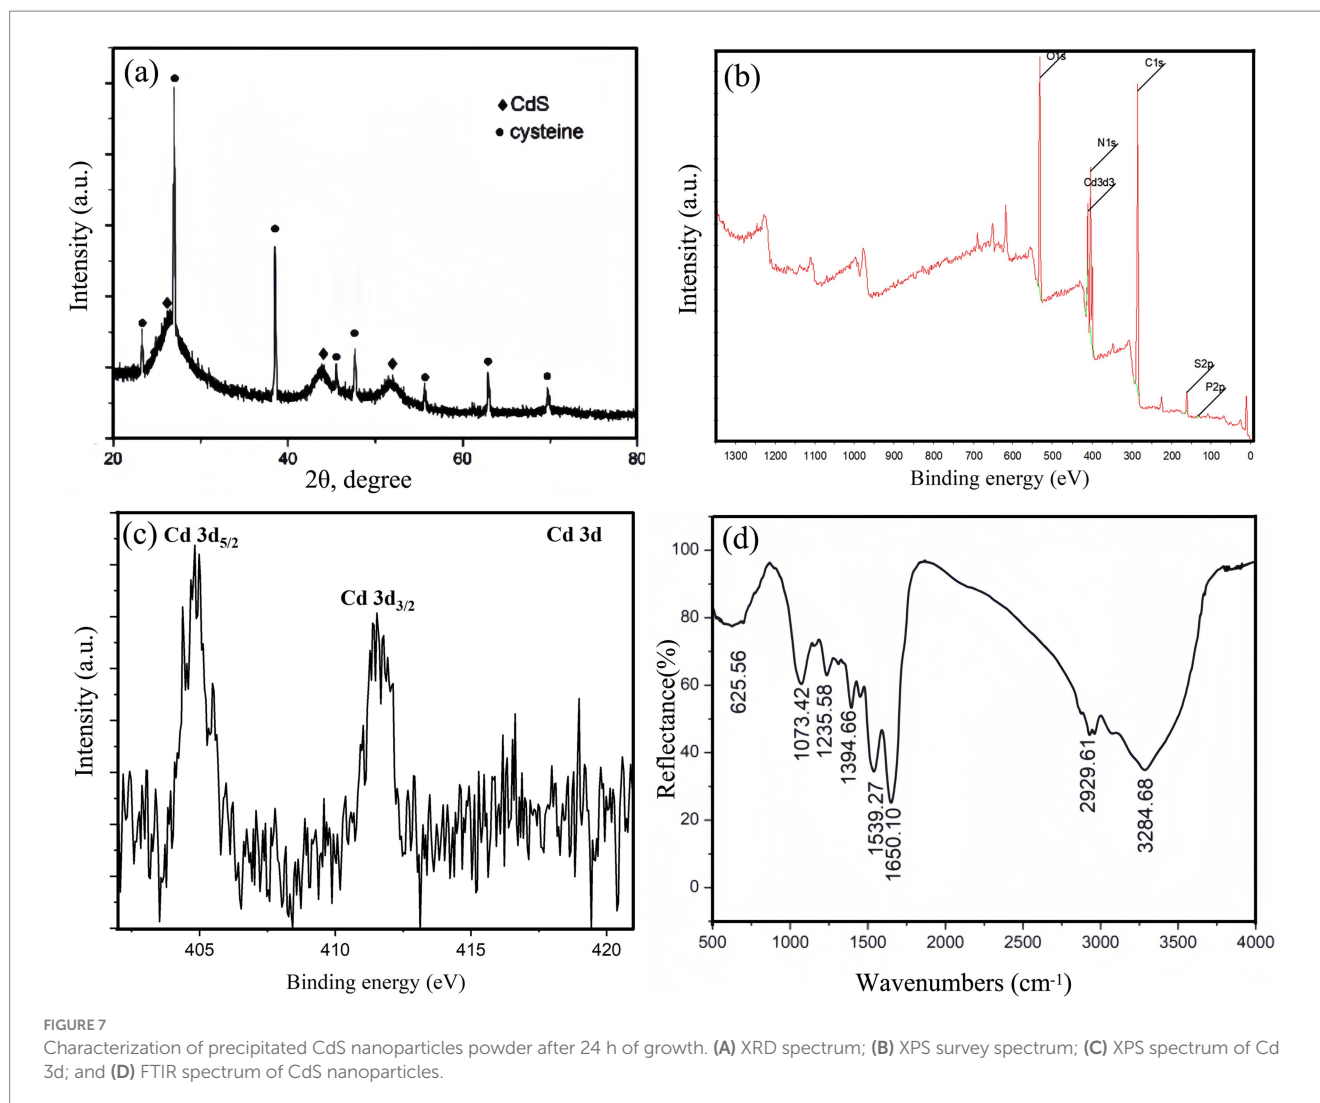 (a)
CdS
cysteine
Intensity (a.u.)
20 40 60 80
2θ, degree
(b)
O1s
C1s
N1s
Cd3d3
S2p
P2p
Intensity (a.u.)
1300 1200 1100 1000 900 800 700 600 500 400 300 200 100 0
Binding energy (eV)
(c)
Cd 3d5/2
Cd 3d
Cd 3d3/2
Intensity (a.u.)
405 410 415 420
Binding energy (eV)
(d)
100
80
60
40
20
0
Reflectance(%)
625.56
1073.42
1235.58
1394.66
1539.27
1650.10
2929.61
3284.68
500 1000 1500 2000 2500 3000 3500 4000
Wavenumbers (cm-1)
FIGURE 7
Characterization of precipitated CdS nanoparticles powder after 24 h of growth. (A) XRD spectrum; (B) XPS survey spectrum; (C) XPS spectrum of Cd
3d; and (D) FTIR spectrum of CdS nanoparticles.